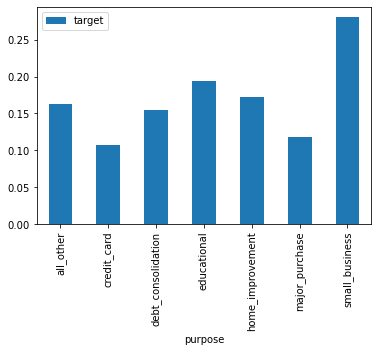 target
0.25
0.20
0.15
0.10
0.05
0.00
all_other
credit_card
debt_consolidation
educational
home_improvement
major_purchase
small_business
purpose